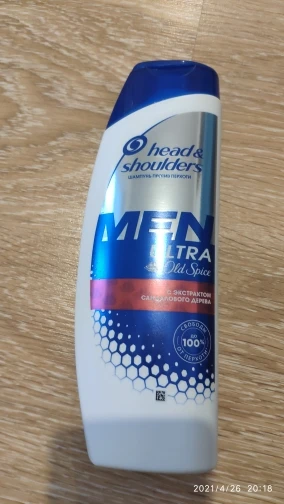 head&
shoulders
ШАМПУНЬ ПРОТИВ ПЕРХОТИ
MEN
ULTRA
Old Spice
С ЭКСТРАКТОМ
САНДАЛОВОГО ДЕРЕВА
СВОБОДА
ДО
100%
ОТ ПЕРХОТИ
2021/4/26 20:18